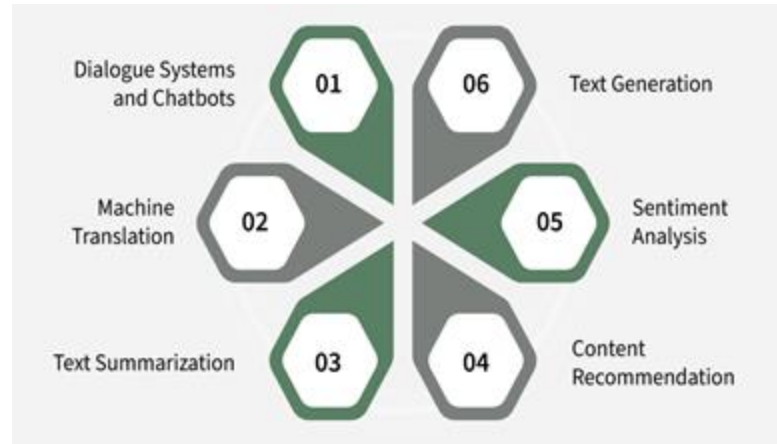 Dialogue Systems
and Chatbots
01
06
Text Generation
Machine
Translation
02
05
Sentiment
Analysis
Text Summarization
03
04
Content
Recommendation